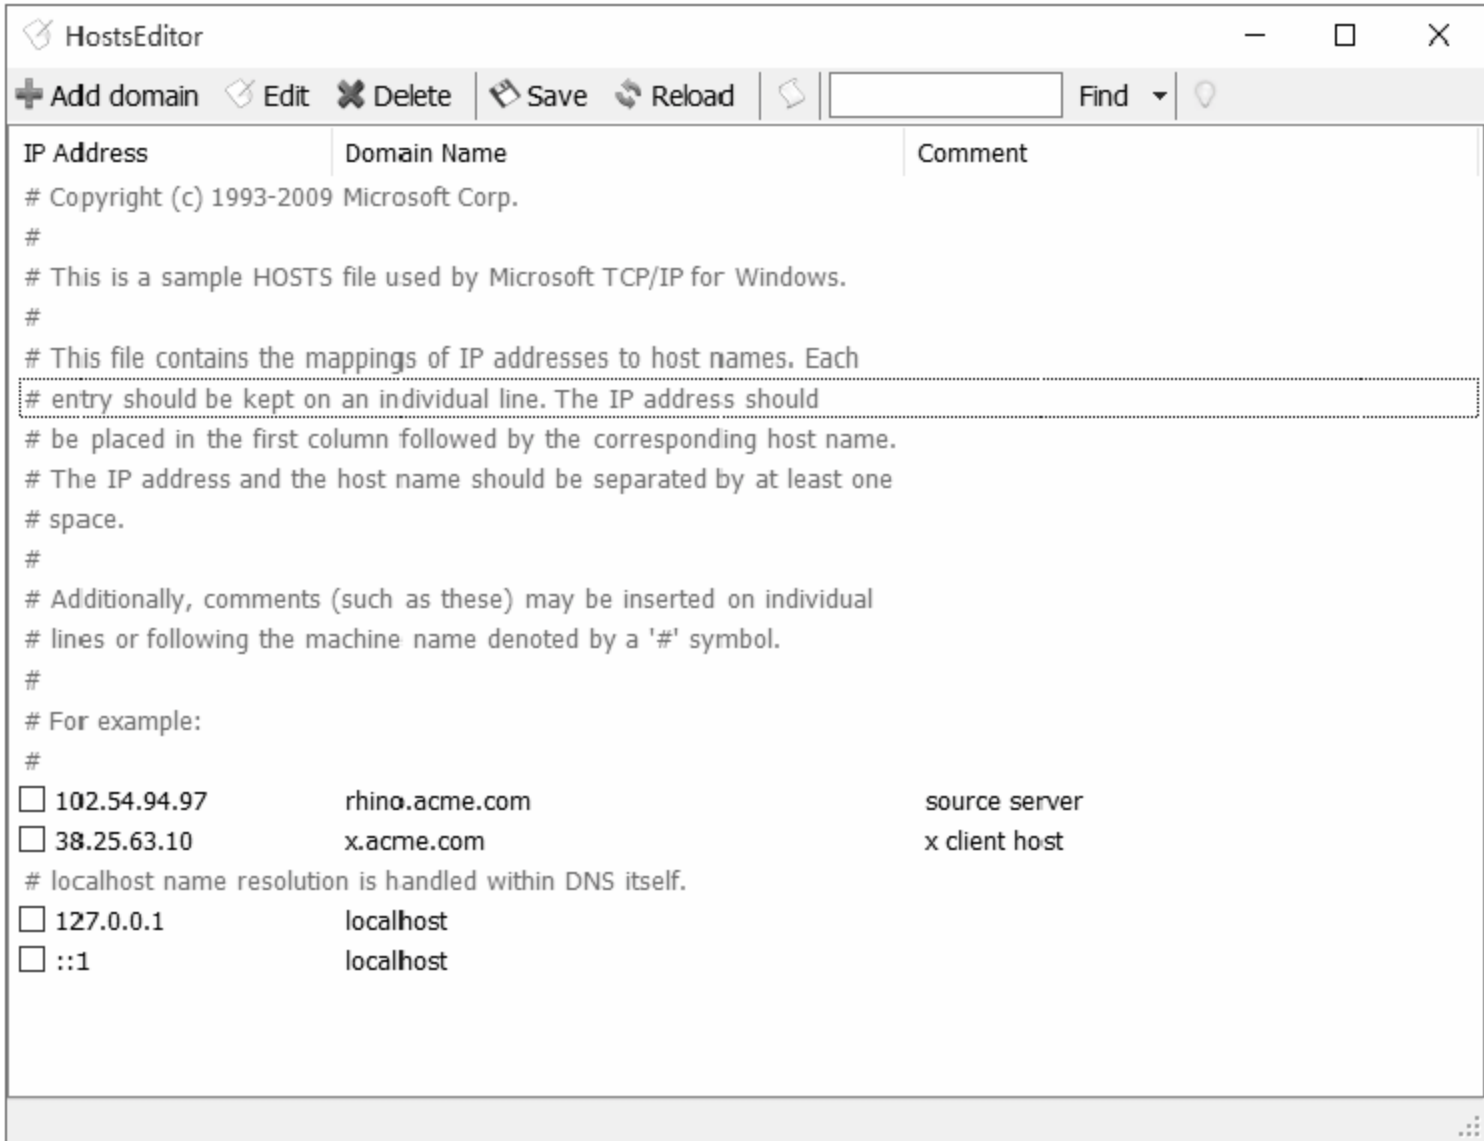 HostsEditor
Add domain Edit Delete Save Reload Find
IP Address Domain Name Comment
# Copyright (c) 1993-2009 Microsoft Corp.
#
# This is a sample HOSTS file used by Microsoft TCP/IP for Windows.
#
# This file contains the mappings of IP addresses to host names. Each
# entry should be kept on an individual line. The IP address should
# be placed in the first column followed by the corresponding host name.
# The IP address and the host name should be separated by at least one
# space.
#
# Additionally, comments (such as these) may be inserted on individual
# lines or following the machine name denoted by a '#' symbol.
#
# For example:
#
102.54.94.97 rhino.acme.com source server
38.25.63.10 x.acme.com x client host
# localhost name resolution is handled within DNS itself.
127.0.0.1 localhost
::1 localhost